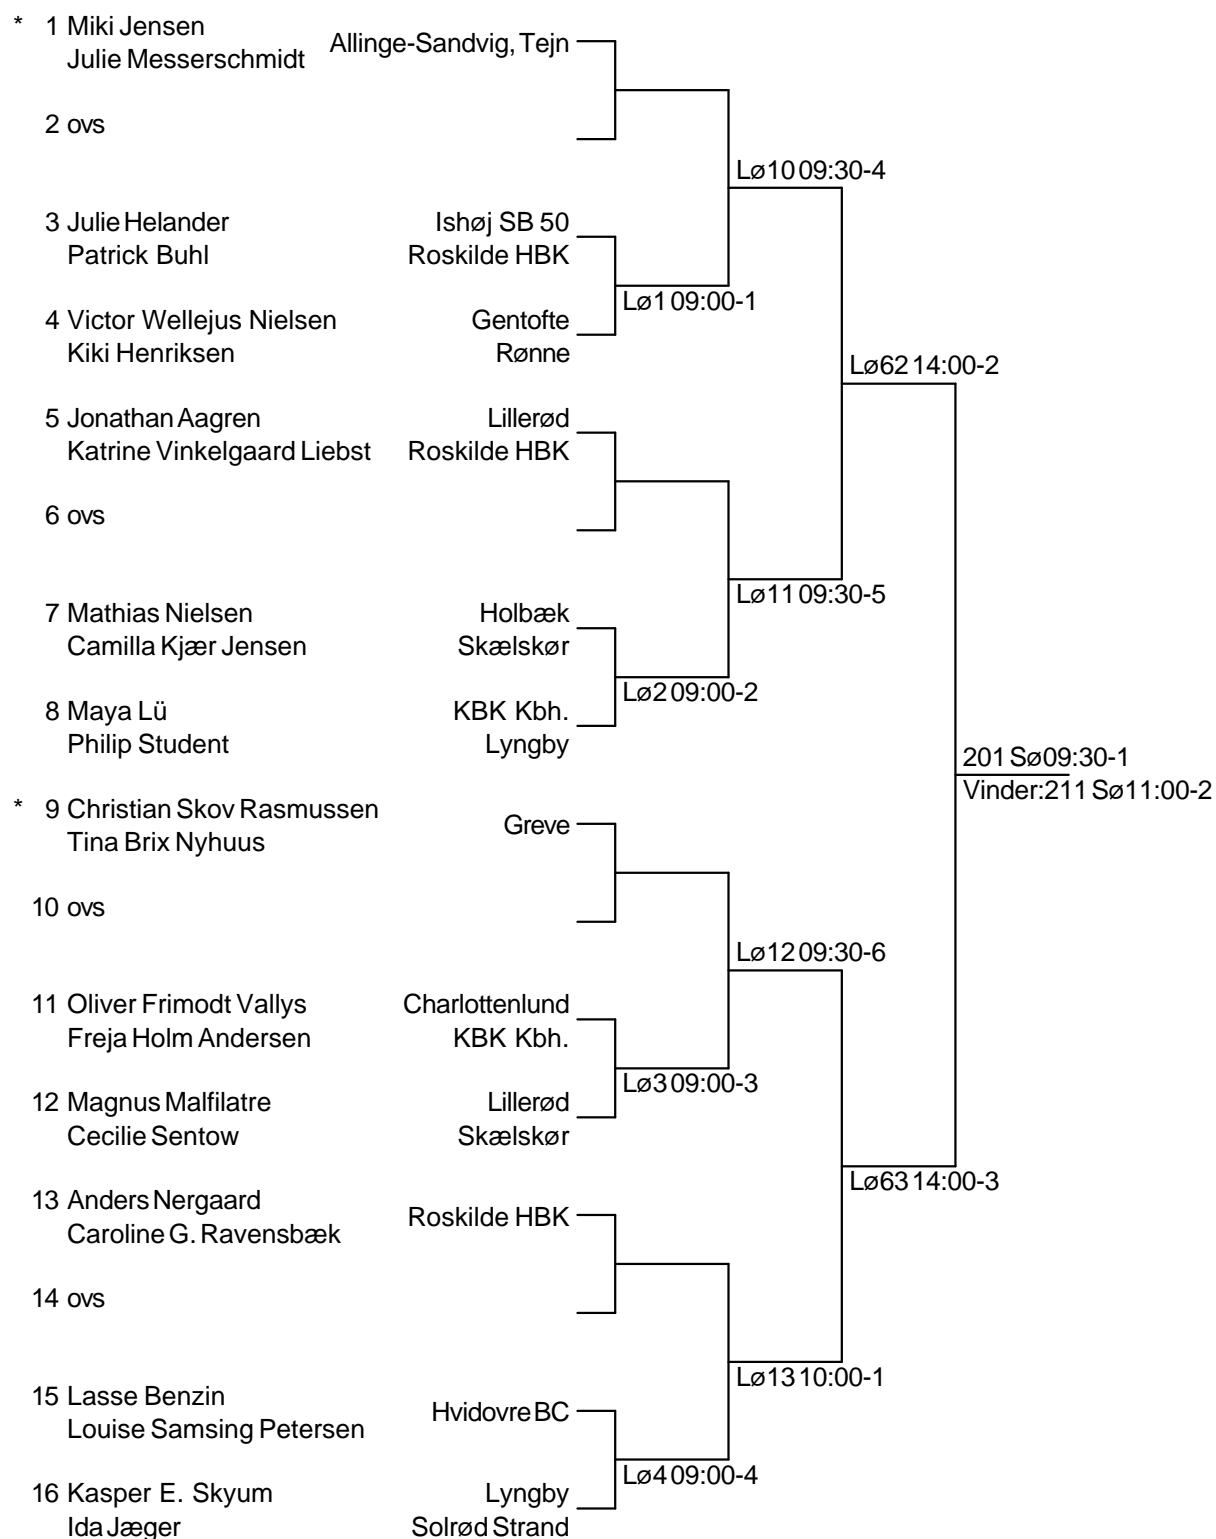 * 1 Miki Jensen
Allinge-Sandvig, Tejn
Julie Messerschmidt
2 ovs
Lø10 09:30-4
3 Julie Helander Ishøj SB 50
Patrick Buhl Roskilde HBK
Lø1 09:00-1
4 Victor Wellejus Nielsen Gentofte
Kiki Henriksen Rønne
Lø62 14:00-2
5 Jonathan Aagren Lillerød
Katrine Vinkelgaard Liebst Roskilde HBK
6 ovs
Lø11 09:30-5
7 Mathias Nielsen Holbæk
Camilla Kjær Jensen Skælskør
Lø2 09:00-2
8 Maya Lü KBK Kbh.
Philip Student Lyngby
201 Sø09:30-1
Vinder:211 Sø11:00-2
* 9 Christian Skov Rasmussen
Greve
Tina Brix Nyhuus
10 ovs
Lø12 09:30-6
11 Oliver Frimodt Vallys Charlottenlund
Freja Holm Andersen KBK Kbh.
Lø3 09:00-3
12 Magnus Malfilatre Lillerød
Cecilie Sentow Skælskør
Lø63 14:00-3
13 Anders Nergaard
Roskilde HBK
Caroline G. Ravensbæk
14 ovs
Lø13 10:00-1
15 Lasse Benzin
Hvidovre BC
Louise Samsing Petersen
Lø4 09:00-4
16 Kasper E. Skyum Lyngby
Ida Jæger Solrød Strand